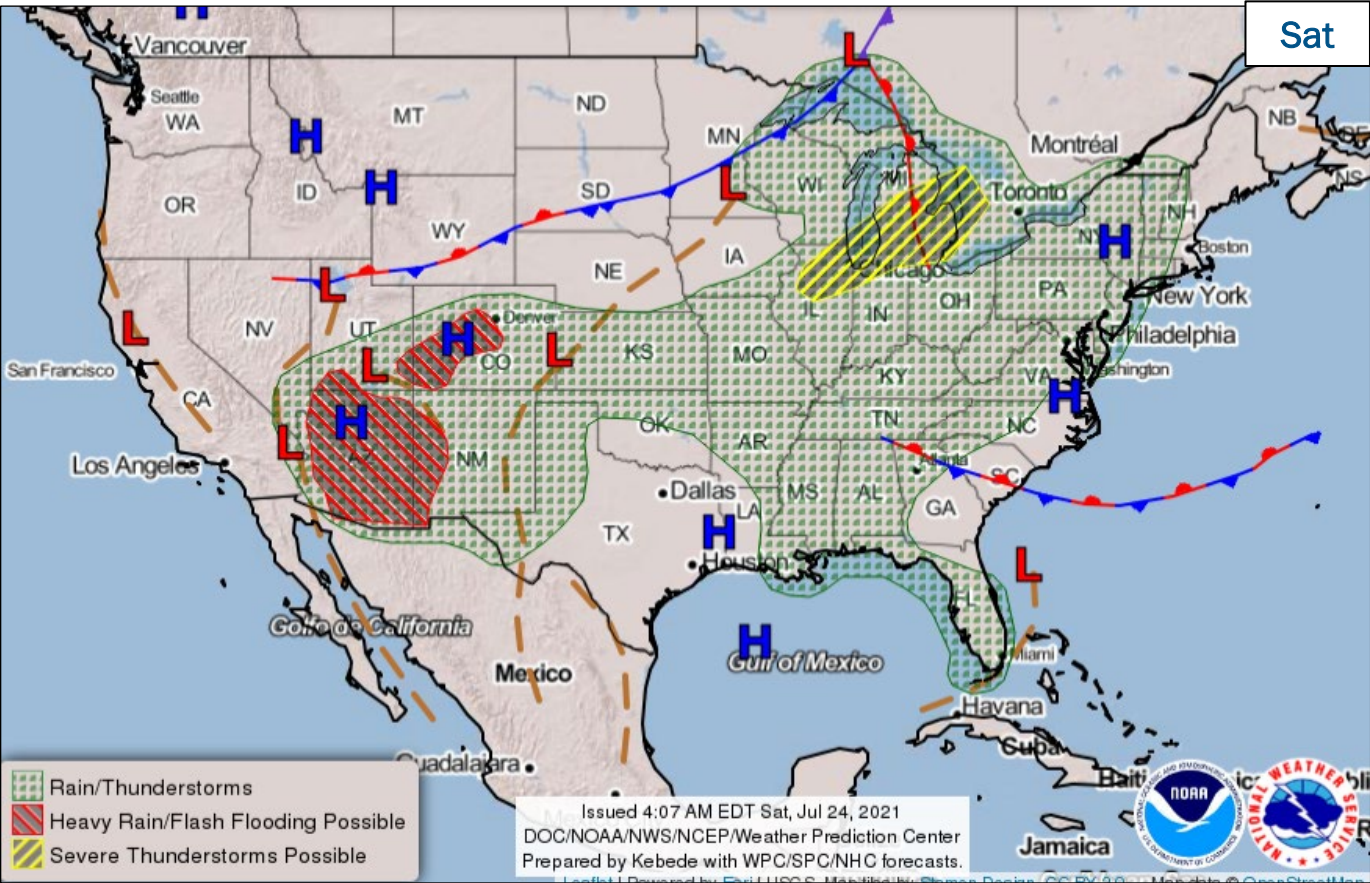 Sat
Vancouver
Seattle
WA
MT
ND
MN
Montréal
NB
NS
OR
ID
SD
WI
MI
Toronto
NH
WY
NY
Boston
NE
IA
Chicago
New York
NV
UT
Denver
IL
IN
OH
PA
Philadelphia
San Francisco
CA
CO
KS
MO
KY
VA
Washington
OK
TN
NC
Los Angeles
AZ
NM
AR
Atlanta
SC
Dallas
LA
MS
AL
GA
TX
Houston
FL
Golfo de California
Gulf of Mexico
Miami
Mexico
Havana
Cuba
Guadalajara
Haiti
Jamaica
H
H
H
H
H
H
H
H
H
H
L
L
L
L
L
L
L
L
Rain/Thunderstorms
Heavy Rain/Flash Flooding Possible
Severe Thunderstorms Possible
Issued 4:07 AM EDT Sat, Jul 24, 2021
DOC/NOAA/NWS/NCEP/Weather Prediction Center
Prepared by Kebede with WPC/SPC/NHC forecasts.
NOAA
NATIONAL WEATHER SERVICE